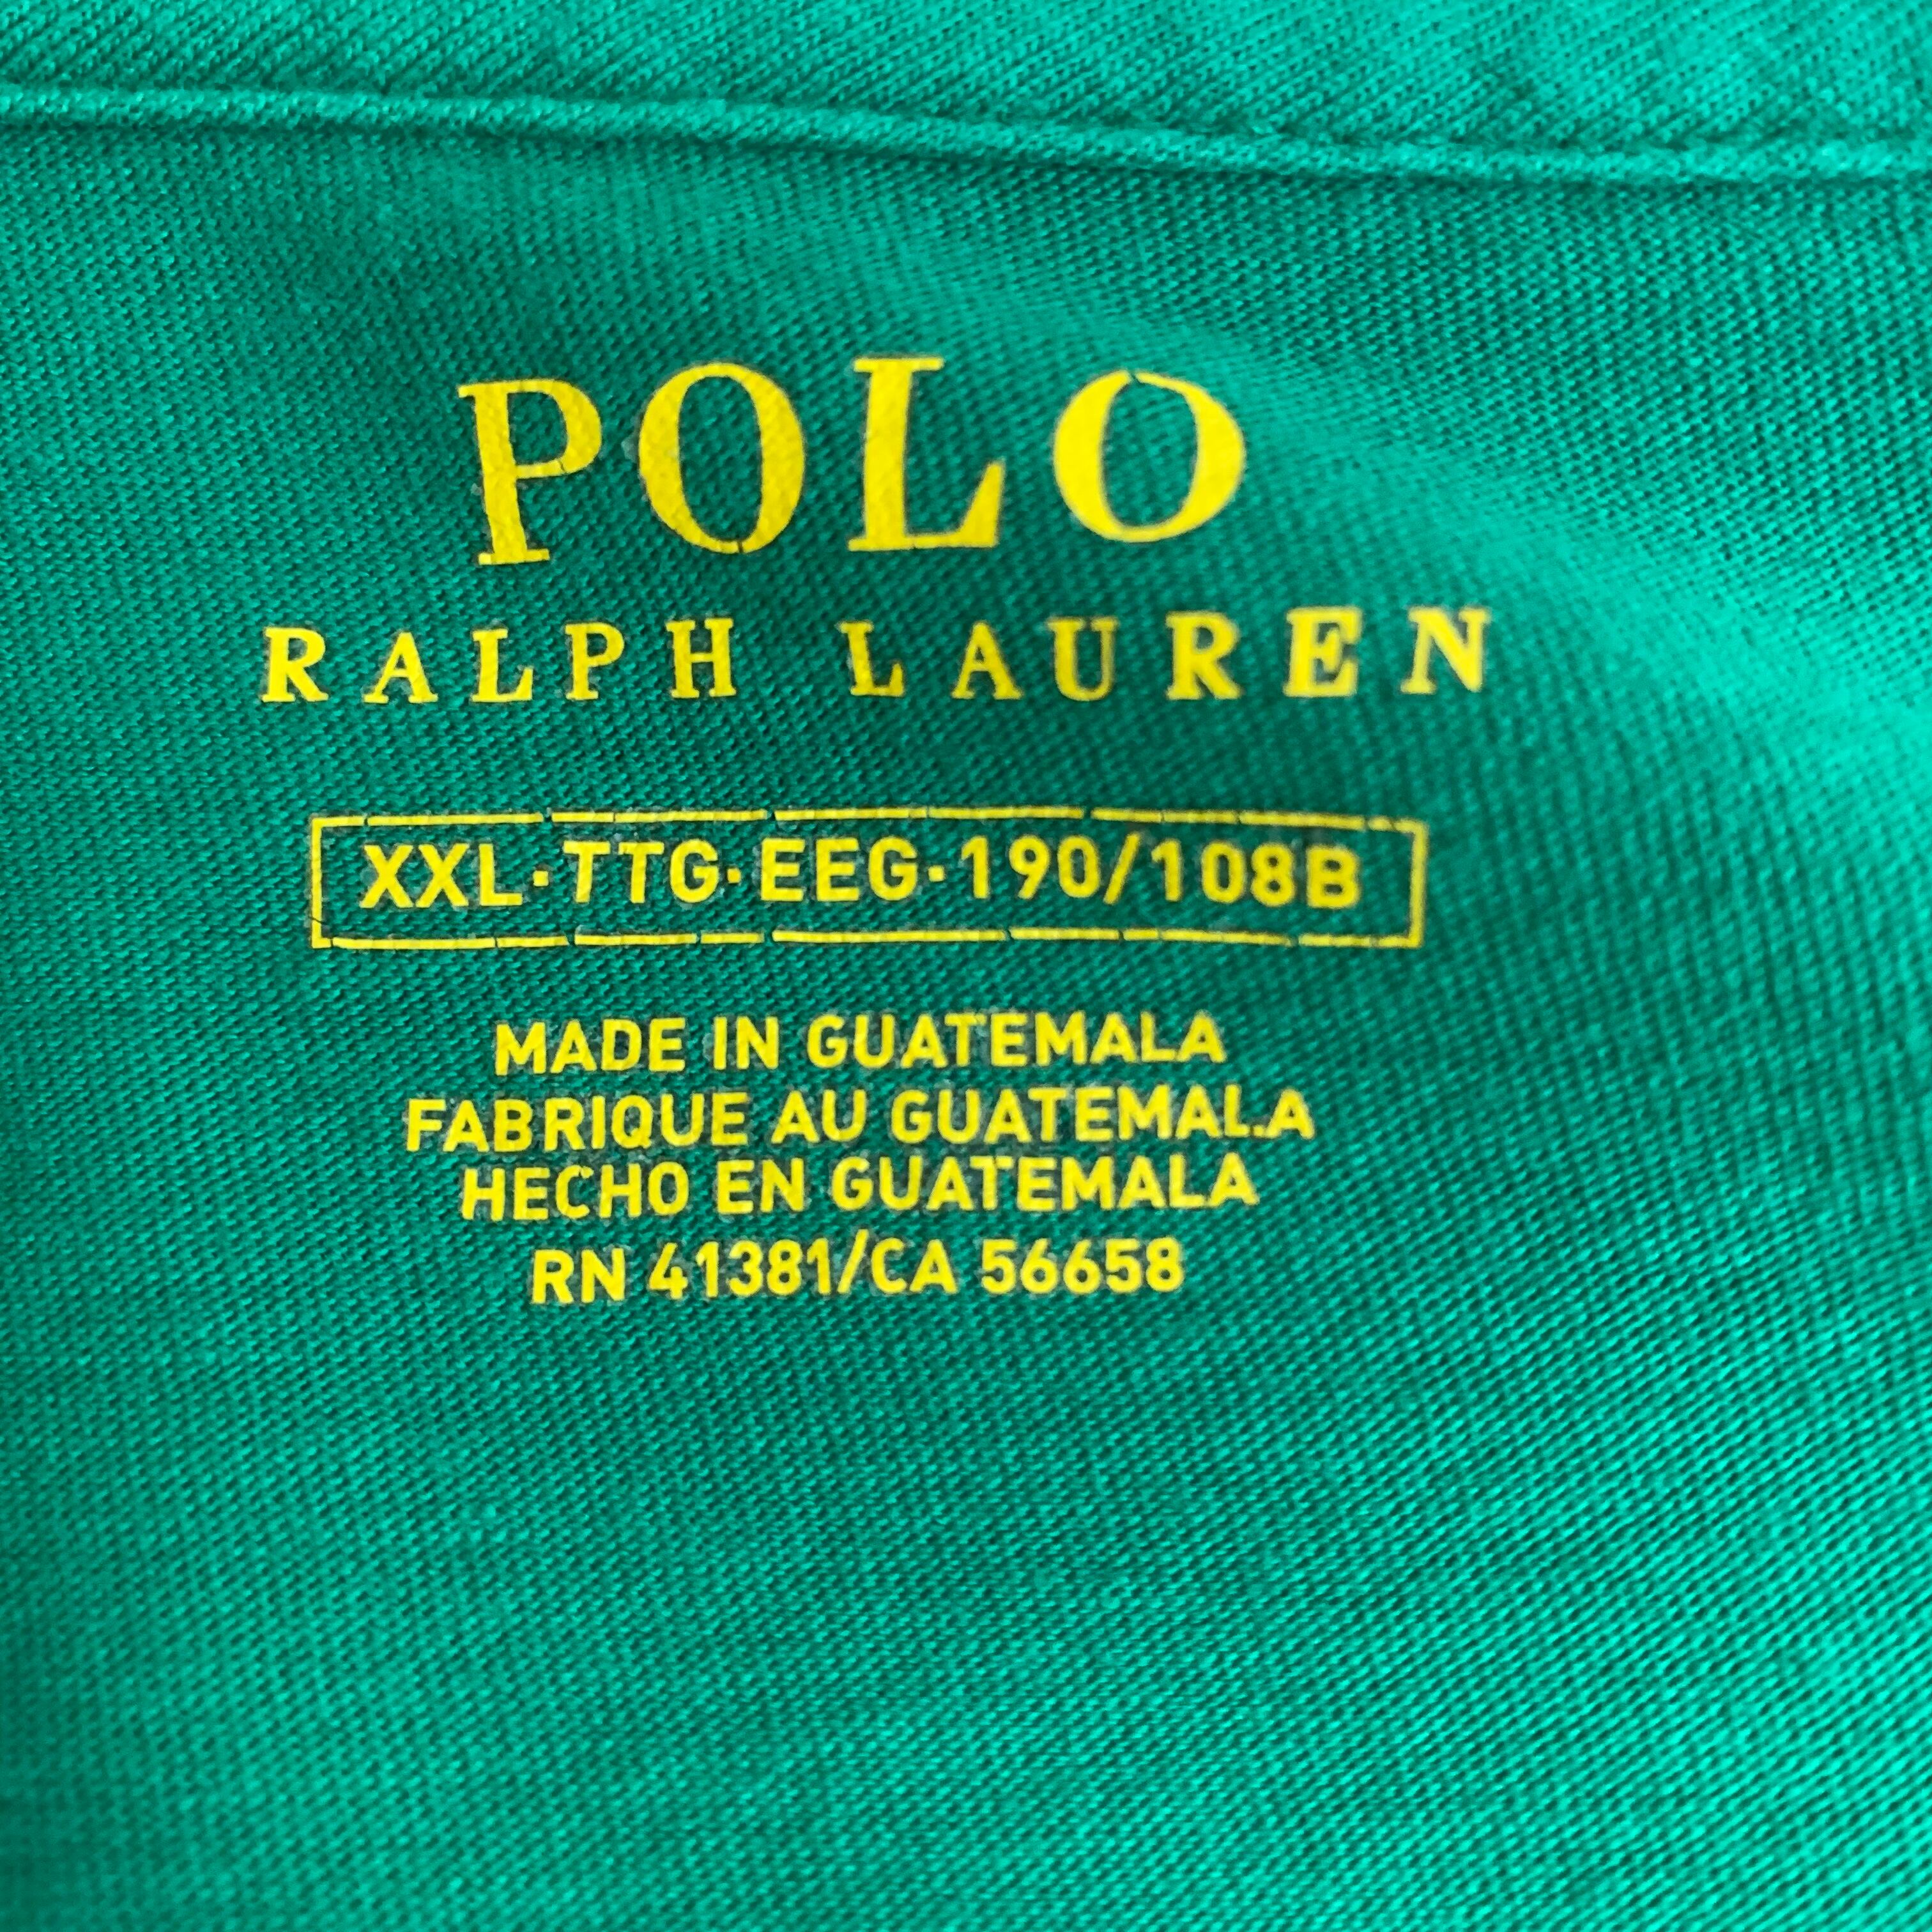 POLO
RALPH LAUREN
XXL·TTG·EEG·190/108B
MADE IN GUATEMALA
FABRIQUE AU GUATEMALA
HECHO EN GUATEMALA
RN 41381/CA 56658